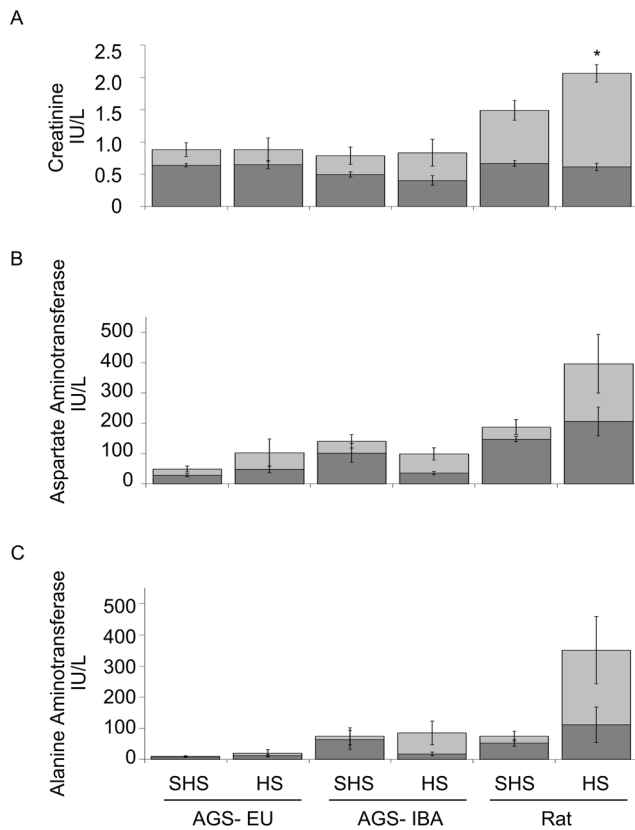 A
Creatinine
IU/L
2.5
2.0
1.5
1.0
0.5
0
*
B
Aspartate Aminotransferase
IU/L
500
400
300
200
100
0
C
Alanine Aminotransferase
IU/L
500
400
300
200
100
0
SHS HS SHS HS SHS HS
AGS- EU AGS- IBA Rat